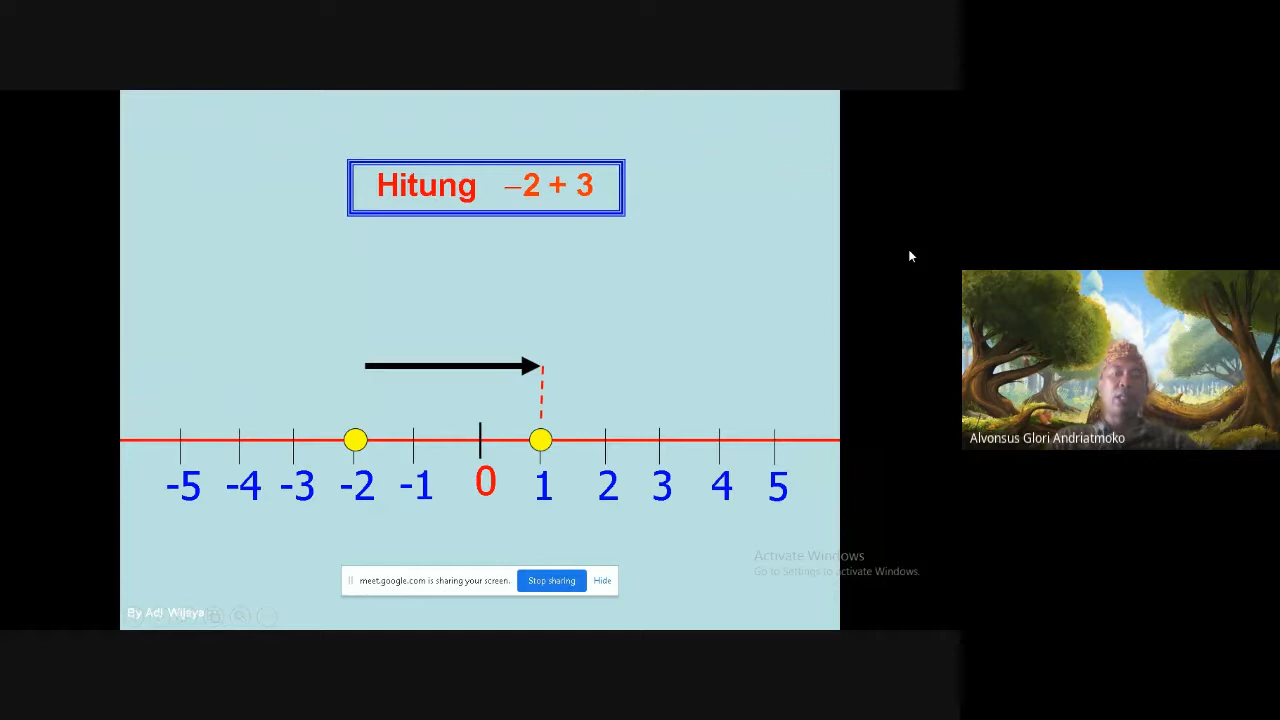 Hitung –2 + 3
-5 -4 -3 -2 -1 0 1 2 3 4 5
meet.google.com is sharing your screen. Stop sharing Hide
By Adi Wijaya
Alvonsus Glori Andriatmoko
Activate Windows
Go to Settings to activate Windows.